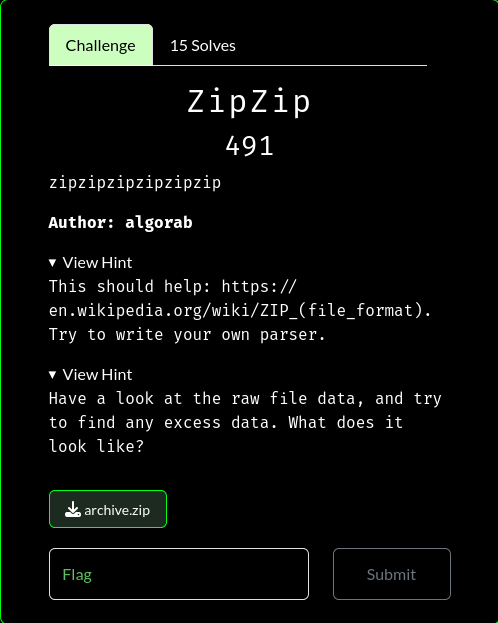 Challenge
15 Solves
ZipZip
491
zipzipzipzipzipzip
Author: algorab
▾ View Hint
This should help: https://
en.wikipedia.org/wiki/ZIP_(file_format).
Try to write your own parser.
▾ View Hint
Have a look at the raw file data, and try
to find any excess data. What does it
look like?
archive.zip
Flag
Submit